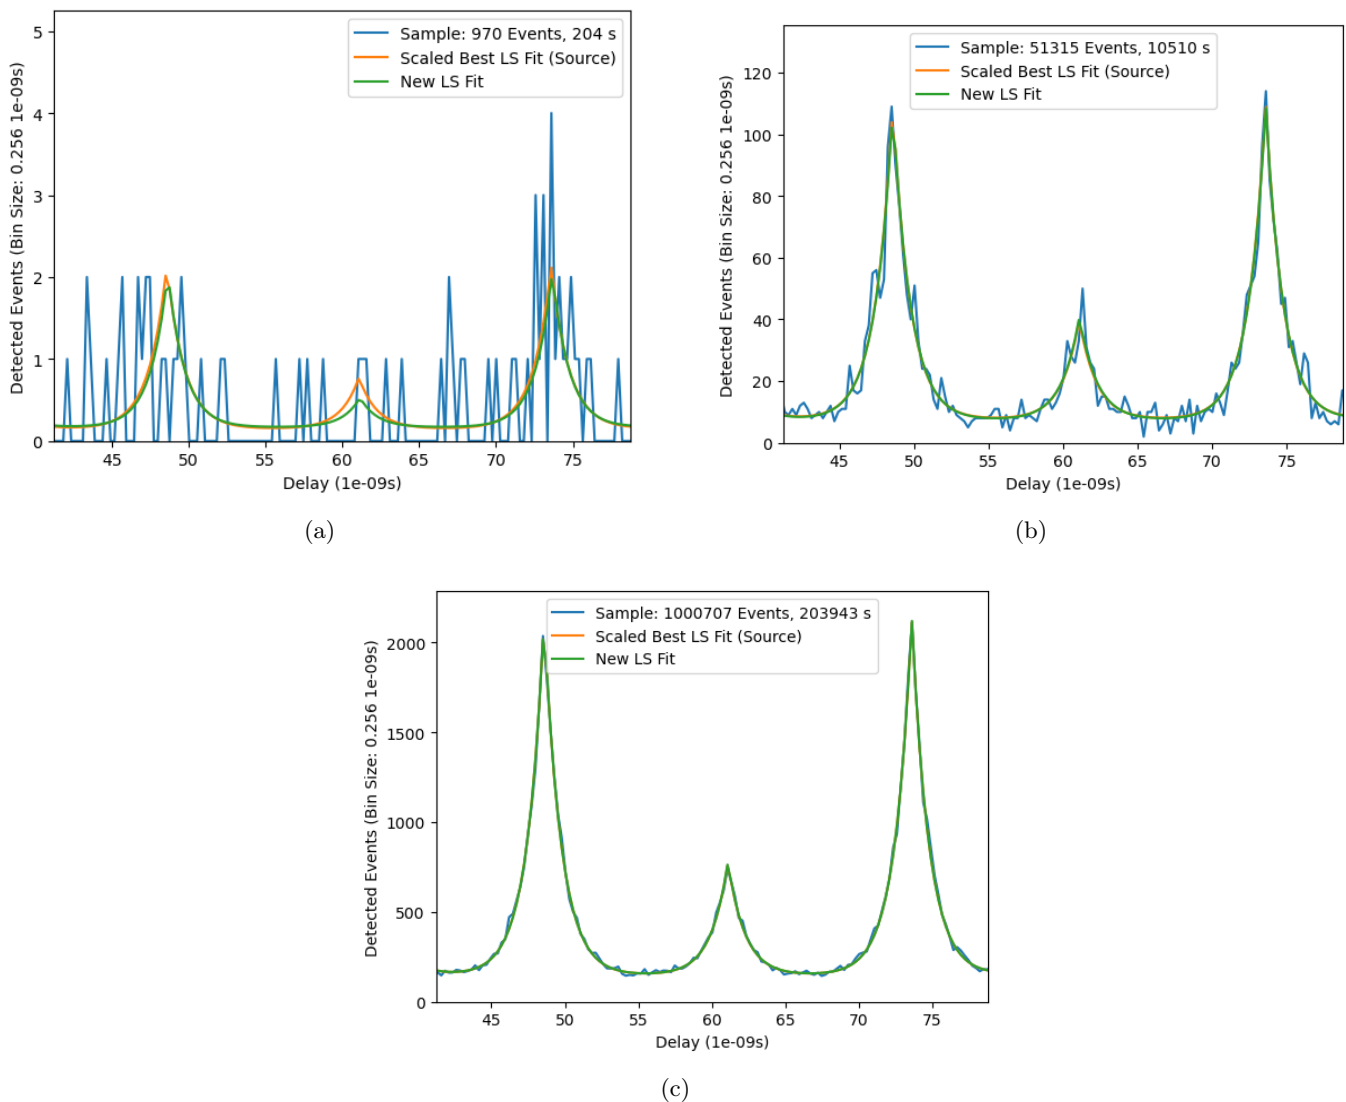 5
4
3
2
1
0
Detected Events (Bin Size: 0.256 1e-09s)
Sample: 970 Events, 204 s
Scaled Best LS Fit (Source)
New LS Fit
45 50 55 60 65 70 75
Delay (1e-09s)
(a)
120
100
80
60
40
20
0
Detected Events (Bin Size: 0.256 1e-09s)
Sample: 51315 Events, 10510 s
Scaled Best LS Fit (Source)
New LS Fit
45 50 55 60 65 70 75
Delay (1e-09s)
(b)
2000
1500
1000
500
0
Detected Events (Bin Size: 0.256 1e-09s)
Sample: 1000707 Events, 203943 s
Scaled Best LS Fit (Source)
New LS Fit
45 50 55 60 65 70 75
Delay (1e-09s)
(c)